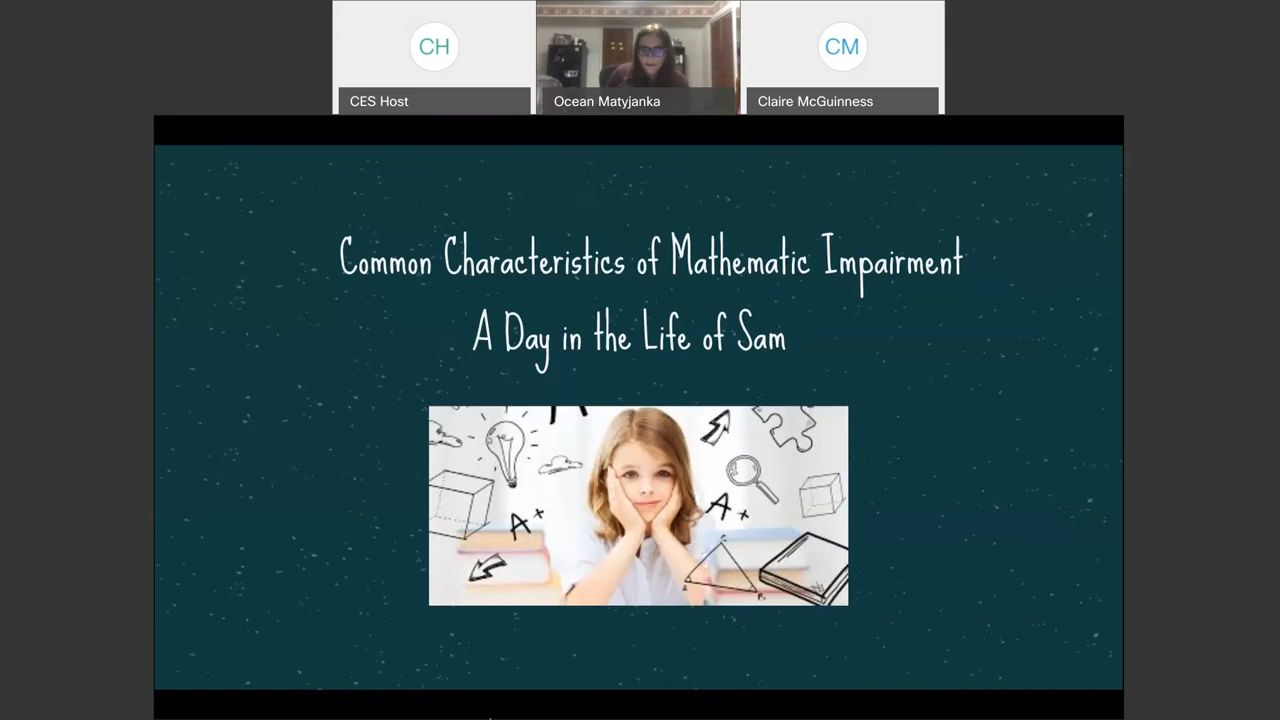 CH
CM
CES Host
Ocean Matyjanka
Claire McGuinness
Common Characteristics of Mathematic Impairment
A Day in the Life of Sam
A
A+
A+
C
A
B